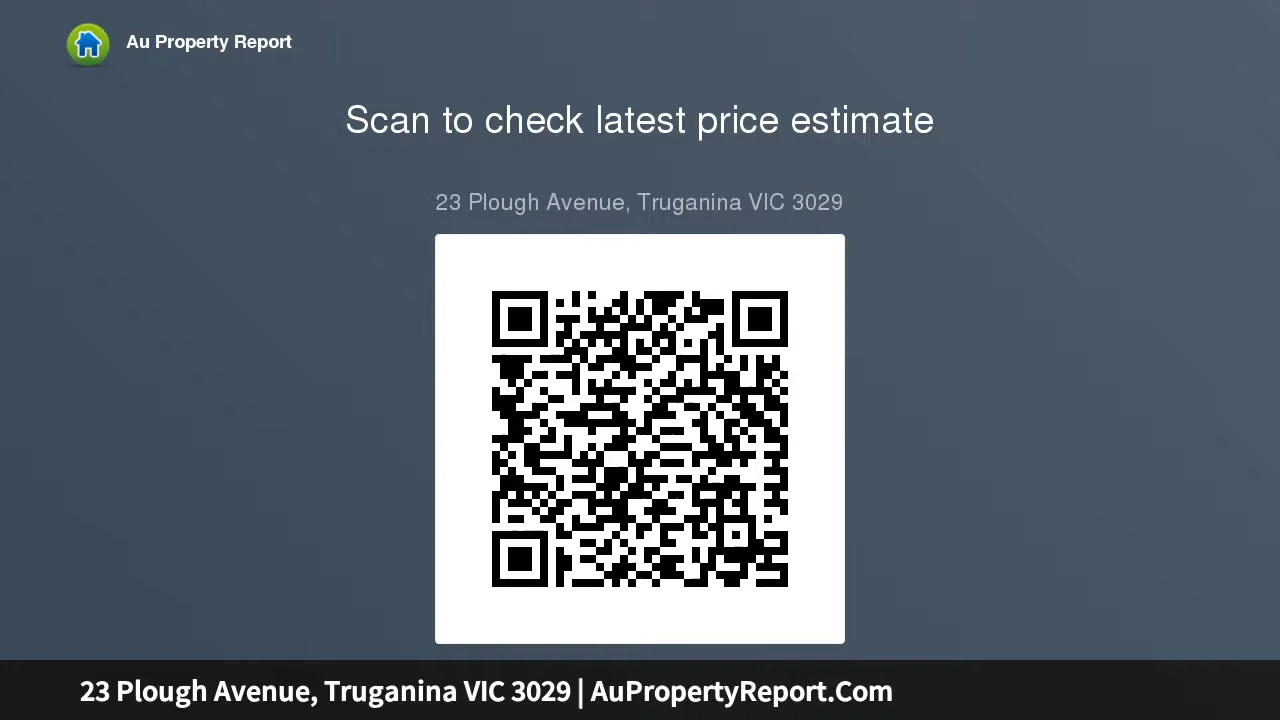 Au Property Report
Scan to check latest price estimate
23 Plough Avenue, Truganina VIC 3029
23 Plough Avenue, Truganina VIC 3029 | AuPropertyReport.Com